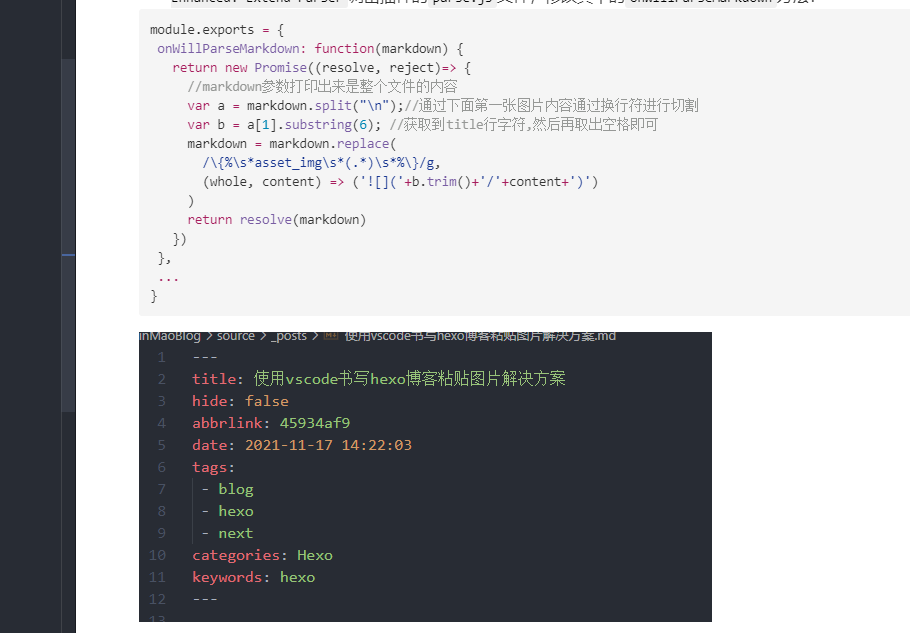 module.exports = {
onWillParseMarkdown: function(markdown) {
return new Promise((resolve, reject)=> {
//markdown参数打印出来是整个文件的内容
var a = markdown.split("\n");//通过下面第一张图片内容通过换行符进行切割
var b = a[1].substring(6); //获取到title行字符,然后再取出空格即可
markdown = markdown.replace(
/\{%\s*asset_img\s*(.*)\s*%\}/g,
(whole, content) => ('![]('+b.trim()+'/'+content+')')
)
return resolve(markdown)
})
},
...
}
inMaoBlog > source > _posts > 使用vscode书写hexo博客粘贴图片解决方案.md
1 ---
2 title: 使用vscode书写hexo博客粘贴图片解决方案
3 hide: false
4 abbrlink: 45934af9
5 date: 2021-11-17 14:22:03
6 tags:
7 - blog
8 - hexo
9 - next
10 categories: Hexo
11 keywords: hexo
12 ---
13